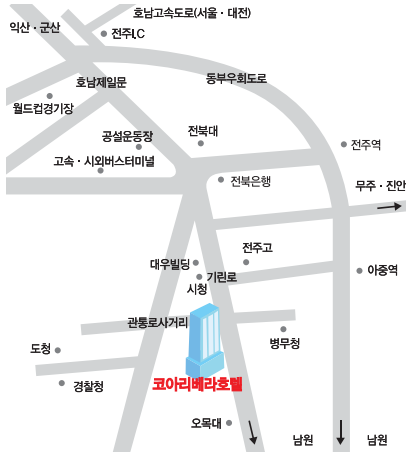 호남고속도로(서울·대전)
익산·군산
전주I.C
호남제일문
동부우회도로
월드컵경기장
공설운동장
전북대
전주역
고속·시외버스터미널
전북은행
무주·진안
전주고
대우빌딩
아중역
기린로
시청
관통로사거리
병무청
도청
경찰청
코아리베라호텔
오목대
남원
남원